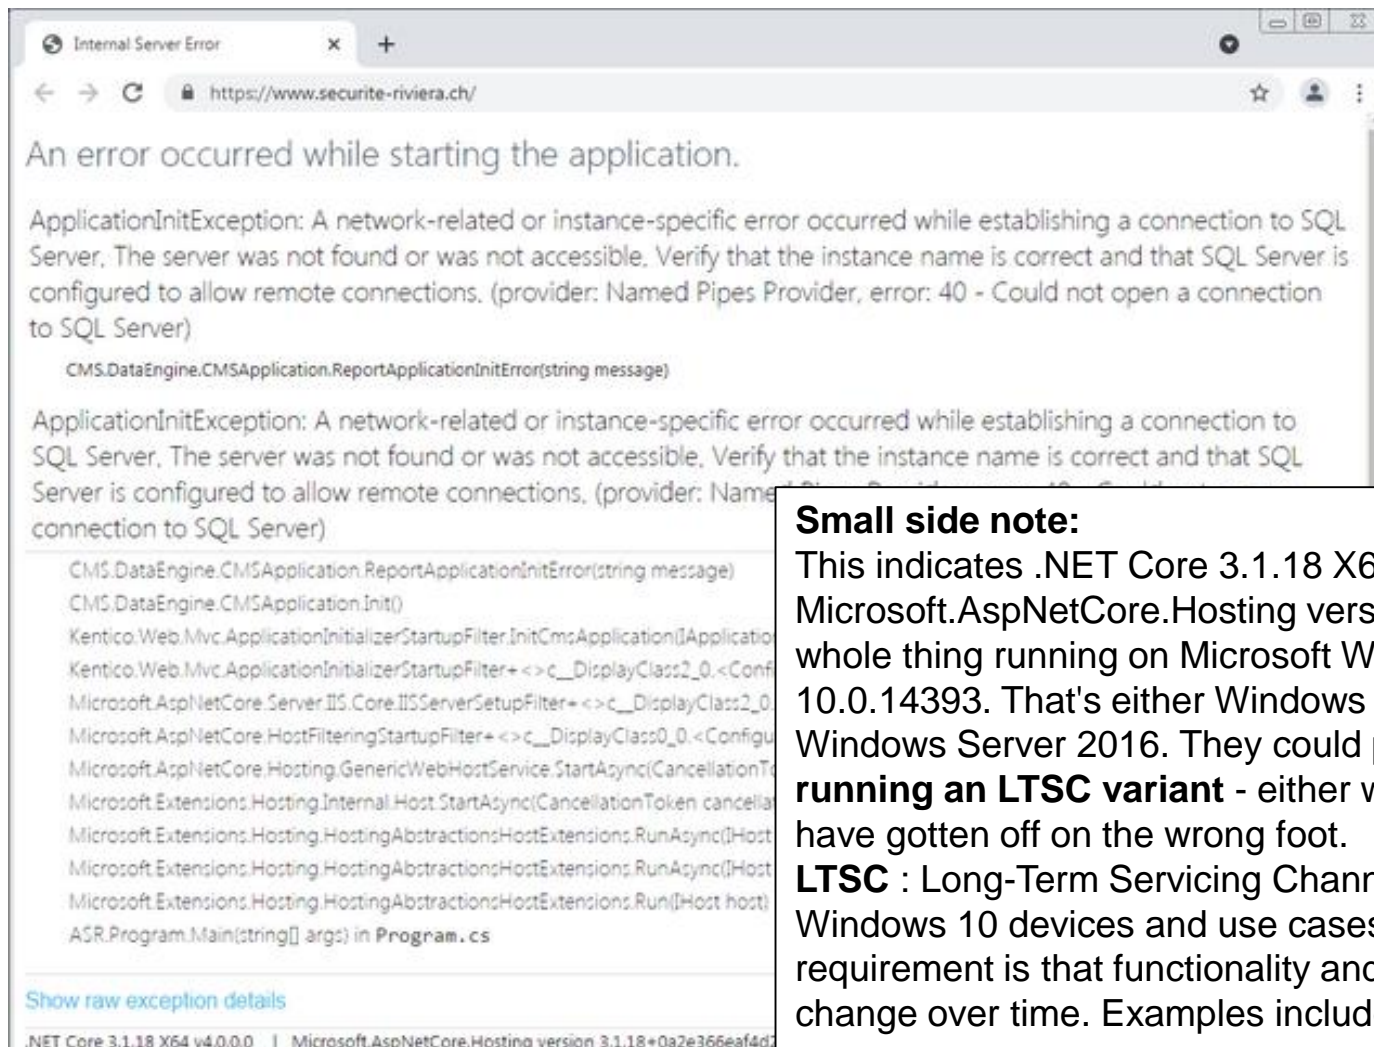 Internal Server Error
https://www.securite-riviera.ch/
An error occurred while starting the application.
ApplicationInitException: A network-related or instance-specific error occurred while establishing a connection to SQL
Server. The server was not found or was not accessible. Verify that the instance name is correct and that SQL Server is
configured to allow remote connections. (provider: Named Pipes Provider, error: 40 - Could not open a connection
to SQL Server)
CMS.DataEngine.CMSApplication.ReportApplicationInitError(string message)
ApplicationInitException: A network-related or instance-specific error occurred while establishing a connection to
SQL Server. The server was not found or was not accessible. Verify that the instance name is correct and that SQL
Server is configured to allow remote connections. (provider: Name
connection to SQL Server)
CMS.DataEngine.CMSApplication.ReportApplicationInitError(string message)
CMS.DataEngine.CMSApplication.Init()
Kentico.Web.Mvc.ApplicationInitializerStartupFilter.InitCmsApplication(IApplication
Kentico.Web.Mvc.ApplicationInitializerStartupFilter+<>c__DisplayClass2_0.<Confi
Microsoft.AspNetCore.Server.IIS.Core.IISServerSetupFilter+<>c__DisplayClass2_0.
Microsoft.AspNetCore.HostFilteringStartupFilter+<>c__DisplayClass0_0.<Configu
Microsoft.AspNetCore.Hosting.GenericWebHostService.StartAsync(CancellationTo
Microsoft.Extensions.Hosting.Internal.Host.StartAsync(CancellationToken cancellat
Microsoft.Extensions.Hosting.HostingAbstractionsHostExtensions.RunAsync(IHost
Microsoft.Extensions.Hosting.HostingAbstractionsHostExtensions.RunAsync(IHost
Microsoft.Extensions.Hosting.HostingAbstractionsHostExtensions.Run(IHost host)
ASR.Program.Main(string[] args) in Program.cs
Show raw exception details
.NET Core 3.1.18 X64 v4.0.0.0 | Microsoft.AspNetCore.Hosting version 3.1.18+0a2e366eaf4d2
Small side note:
This indicates .NET Core 3.1.18 X6
Microsoft.AspNetCore.Hosting vers
whole thing running on Microsoft W
10.0.14393. That's either Windows
Windows Server 2016. They could
running an LTSC variant - either w
have gotten off on the wrong foot.
LTSC : Long-Term Servicing Chann
Windows 10 devices and use cases
requirement is that functionality and
change over time. Examples includ